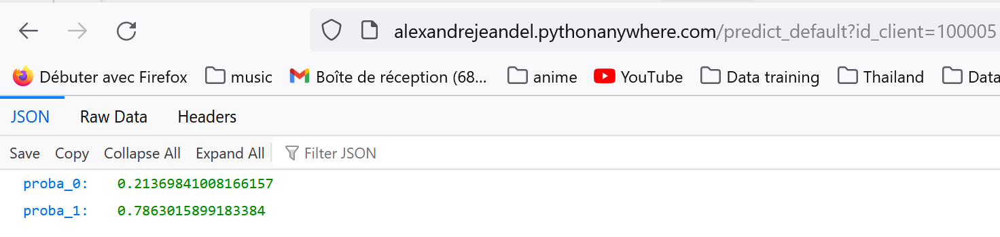 alexandrejeandel.pythonanywhere.com/predict_default?id_client=100005
Débuter avec Firefox music Boîte de réception (68... anime YouTube Data training Thailand Data
JSON Raw Data Headers
Save Copy Collapse All Expand All Filter JSON
proba_0: 0.21369841008166157
proba_1: 0.7863015899183384